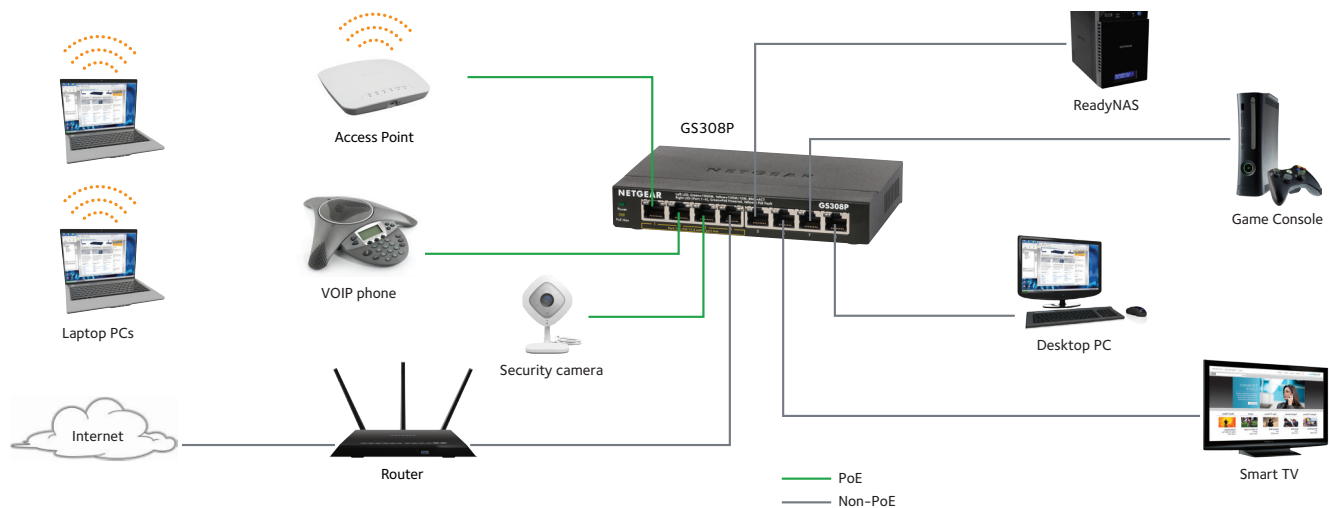 ReadyNAS
Access Point
GS308P
NETGEAR
NETGEAR
GS308P
Game Console
VOIP phone
Laptop PCs
Desktop PC
Security camera
Internet
Router
Smart TV
PoE
Non-PoE